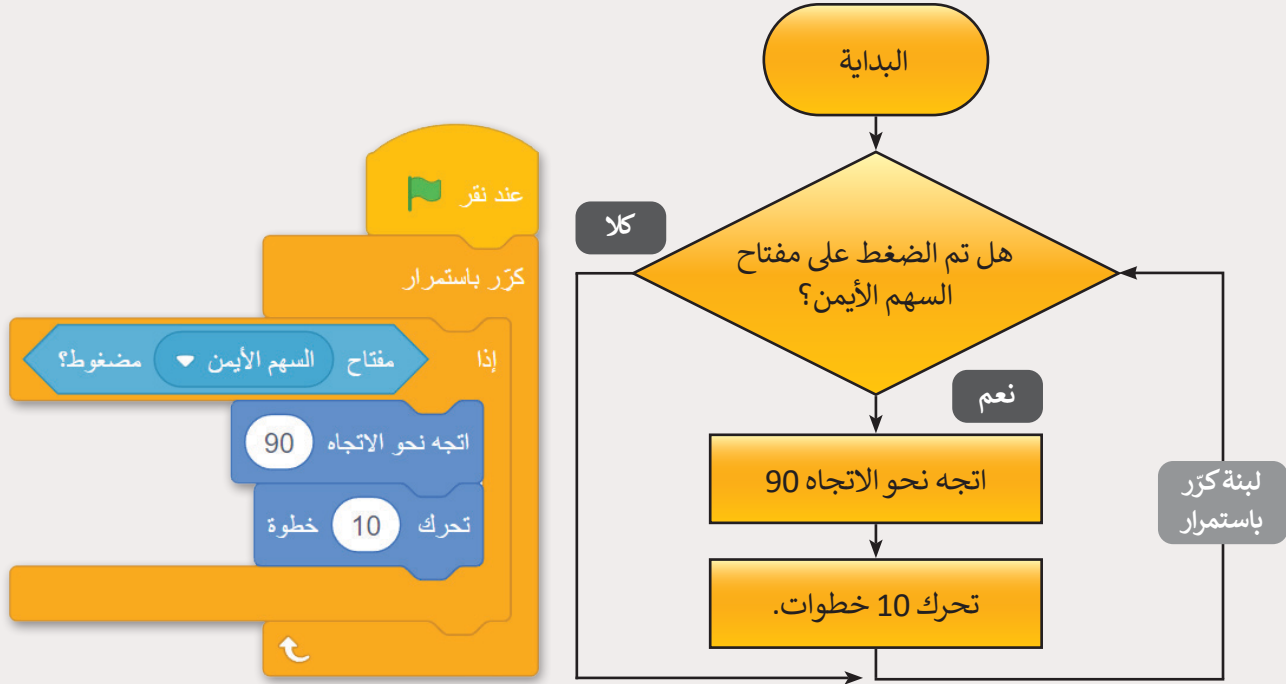 البداية
هل تم الضغط على مفتاح
السهم الأيمن؟
كلا
نعم
اتجه نحو الاتجاه 90
تحرك 10 خطوات.
لبنة كرّر
باستمرار
عند نقر
كرّر باستمرار
إذا مفتاح السهم الأيمن مضغوط؟
اتجه نحو الاتجاه 90
تحرك 10 خطوة